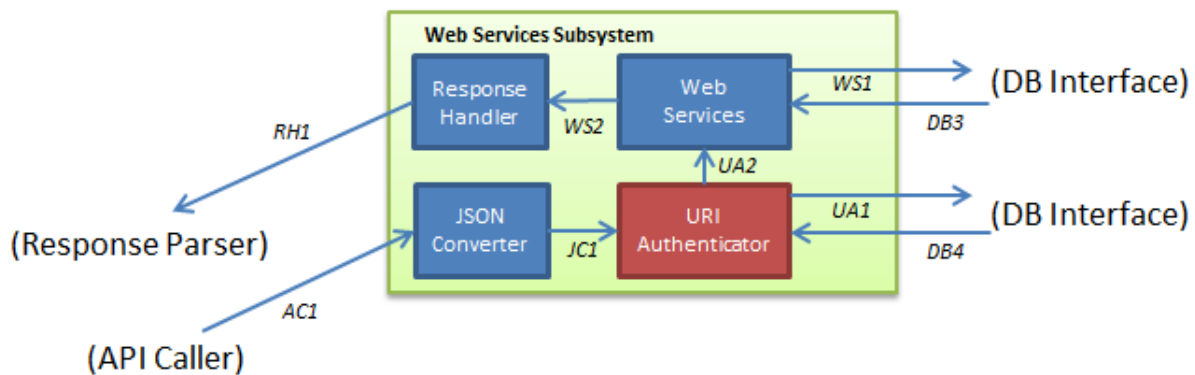 Web Services Subsystem
Response
Handler
Web
Services
WS1
(DB Interface)
RH1
WS2
DB3
UA2
(Response Parser)
JSON
Converter
URI
Authenticator
UA1
(DB Interface)
JC1
DB4
AC1
(API Caller)